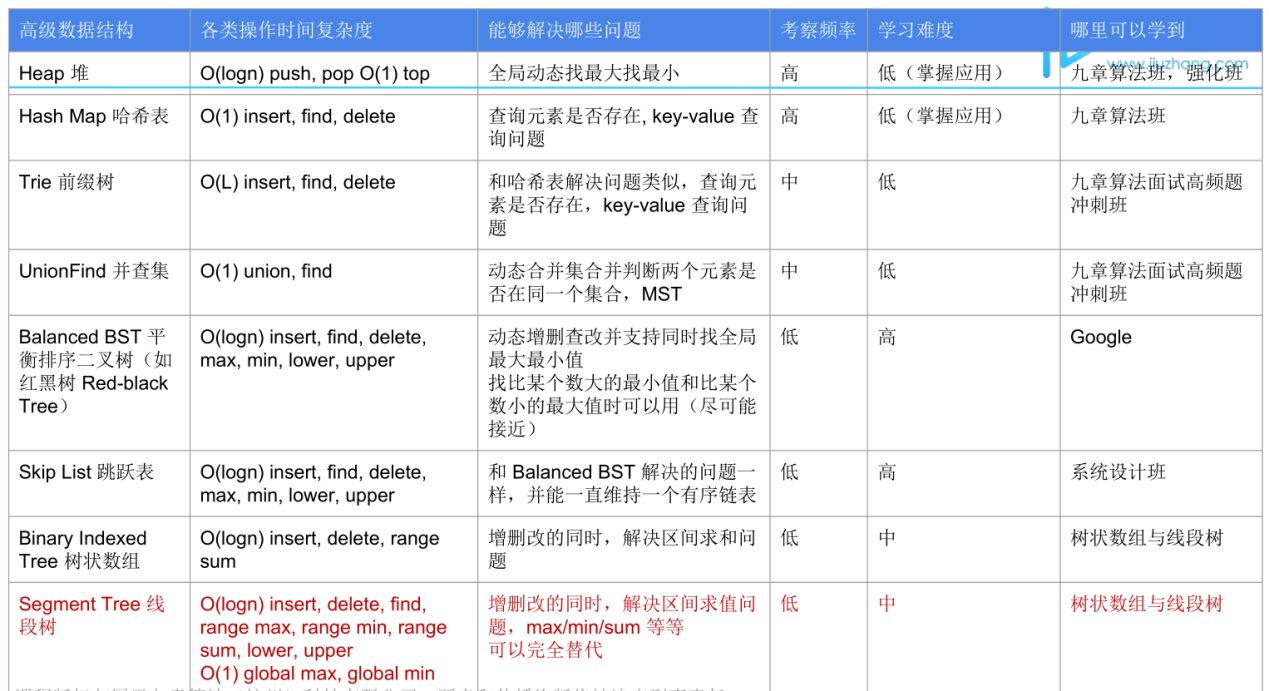 高级数据结构 各类操作时间复杂度 能够解决哪些问题 考察频率 学习难度 哪里可以学到
www.jiuzhang.com
Heap 堆 O(logn) push, pop O(1) top 全局动态找最大找最小 高 低（掌握应用） 九章算法班，强化班
Hash Map 哈希表 O(1) insert, find, delete 查询元素是否存在, key-value 查
询问题 高 低（掌握应用） 九章算法班
Trie 前缀树 O(L) insert, find, delete 和哈希表解决问题类似，查询元
素是否存在，key-value 查询问
题 中 低 九章算法面试高频题
冲刺班
UnionFind 并查集 O(1) union, find 动态合并集合并判断两个元素是
否在同一个集合，MST 中 低 九章算法面试高频题
冲刺班
Balanced BST 平
衡排序二叉树（如
红黑树 Red-black
Tree）
O(logn) insert, find, delete,
max, min, lower, upper
动态增删查改并支持同时找全局
最大最小值
找比某个数大的最小值和比某个
数小的最大值时可以用（尽可能
接近）
低 高 Google
Skip List 跳跃表 O(logn) insert, find, delete,
max, min, lower, upper
和 Balanced BST 解决的问题一
样，并能一直维持一个有序链表
低 高 系统设计班
Binary Indexed
Tree 树状数组
O(logn) insert, delete, range
sum
增删改的同时，解决区间求和问
题
低 中 树状数组与线段树
Segment Tree 线
段树
O(logn) insert, delete, find,
range max, range min, range
sum, lower, upper
O(1) global max, global min
增删改的同时，解决区间求值问
题，max/min/sum 等等
可以完全替代
低 中 树状数组与线段树